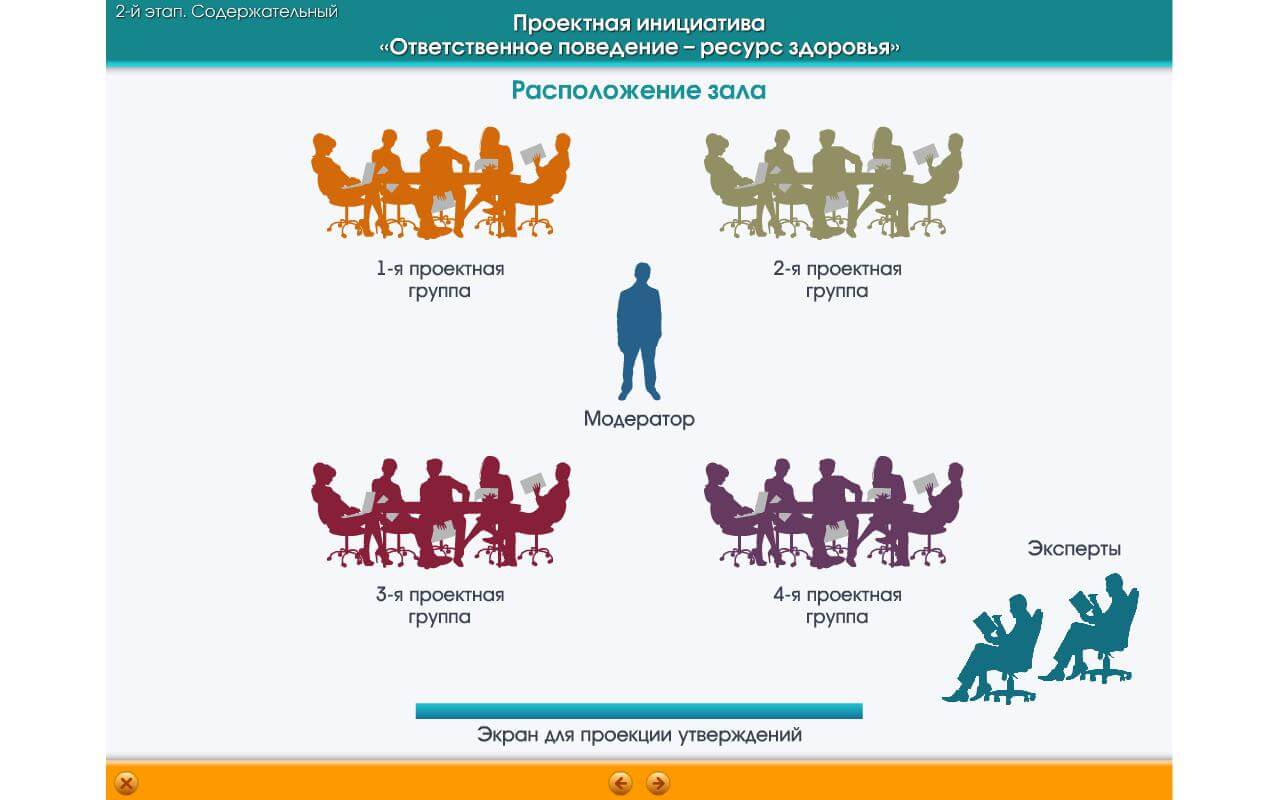 2-й этап. Содержательный
Проектная инициатива
«Ответственное поведение – ресурс здоровья»
Расположение зала
1-я проектная
группа
2-я проектная
группа
Модератор
3-я проектная
группа
4-я проектная
группа
Эксперты
Экран для проекции утверждений